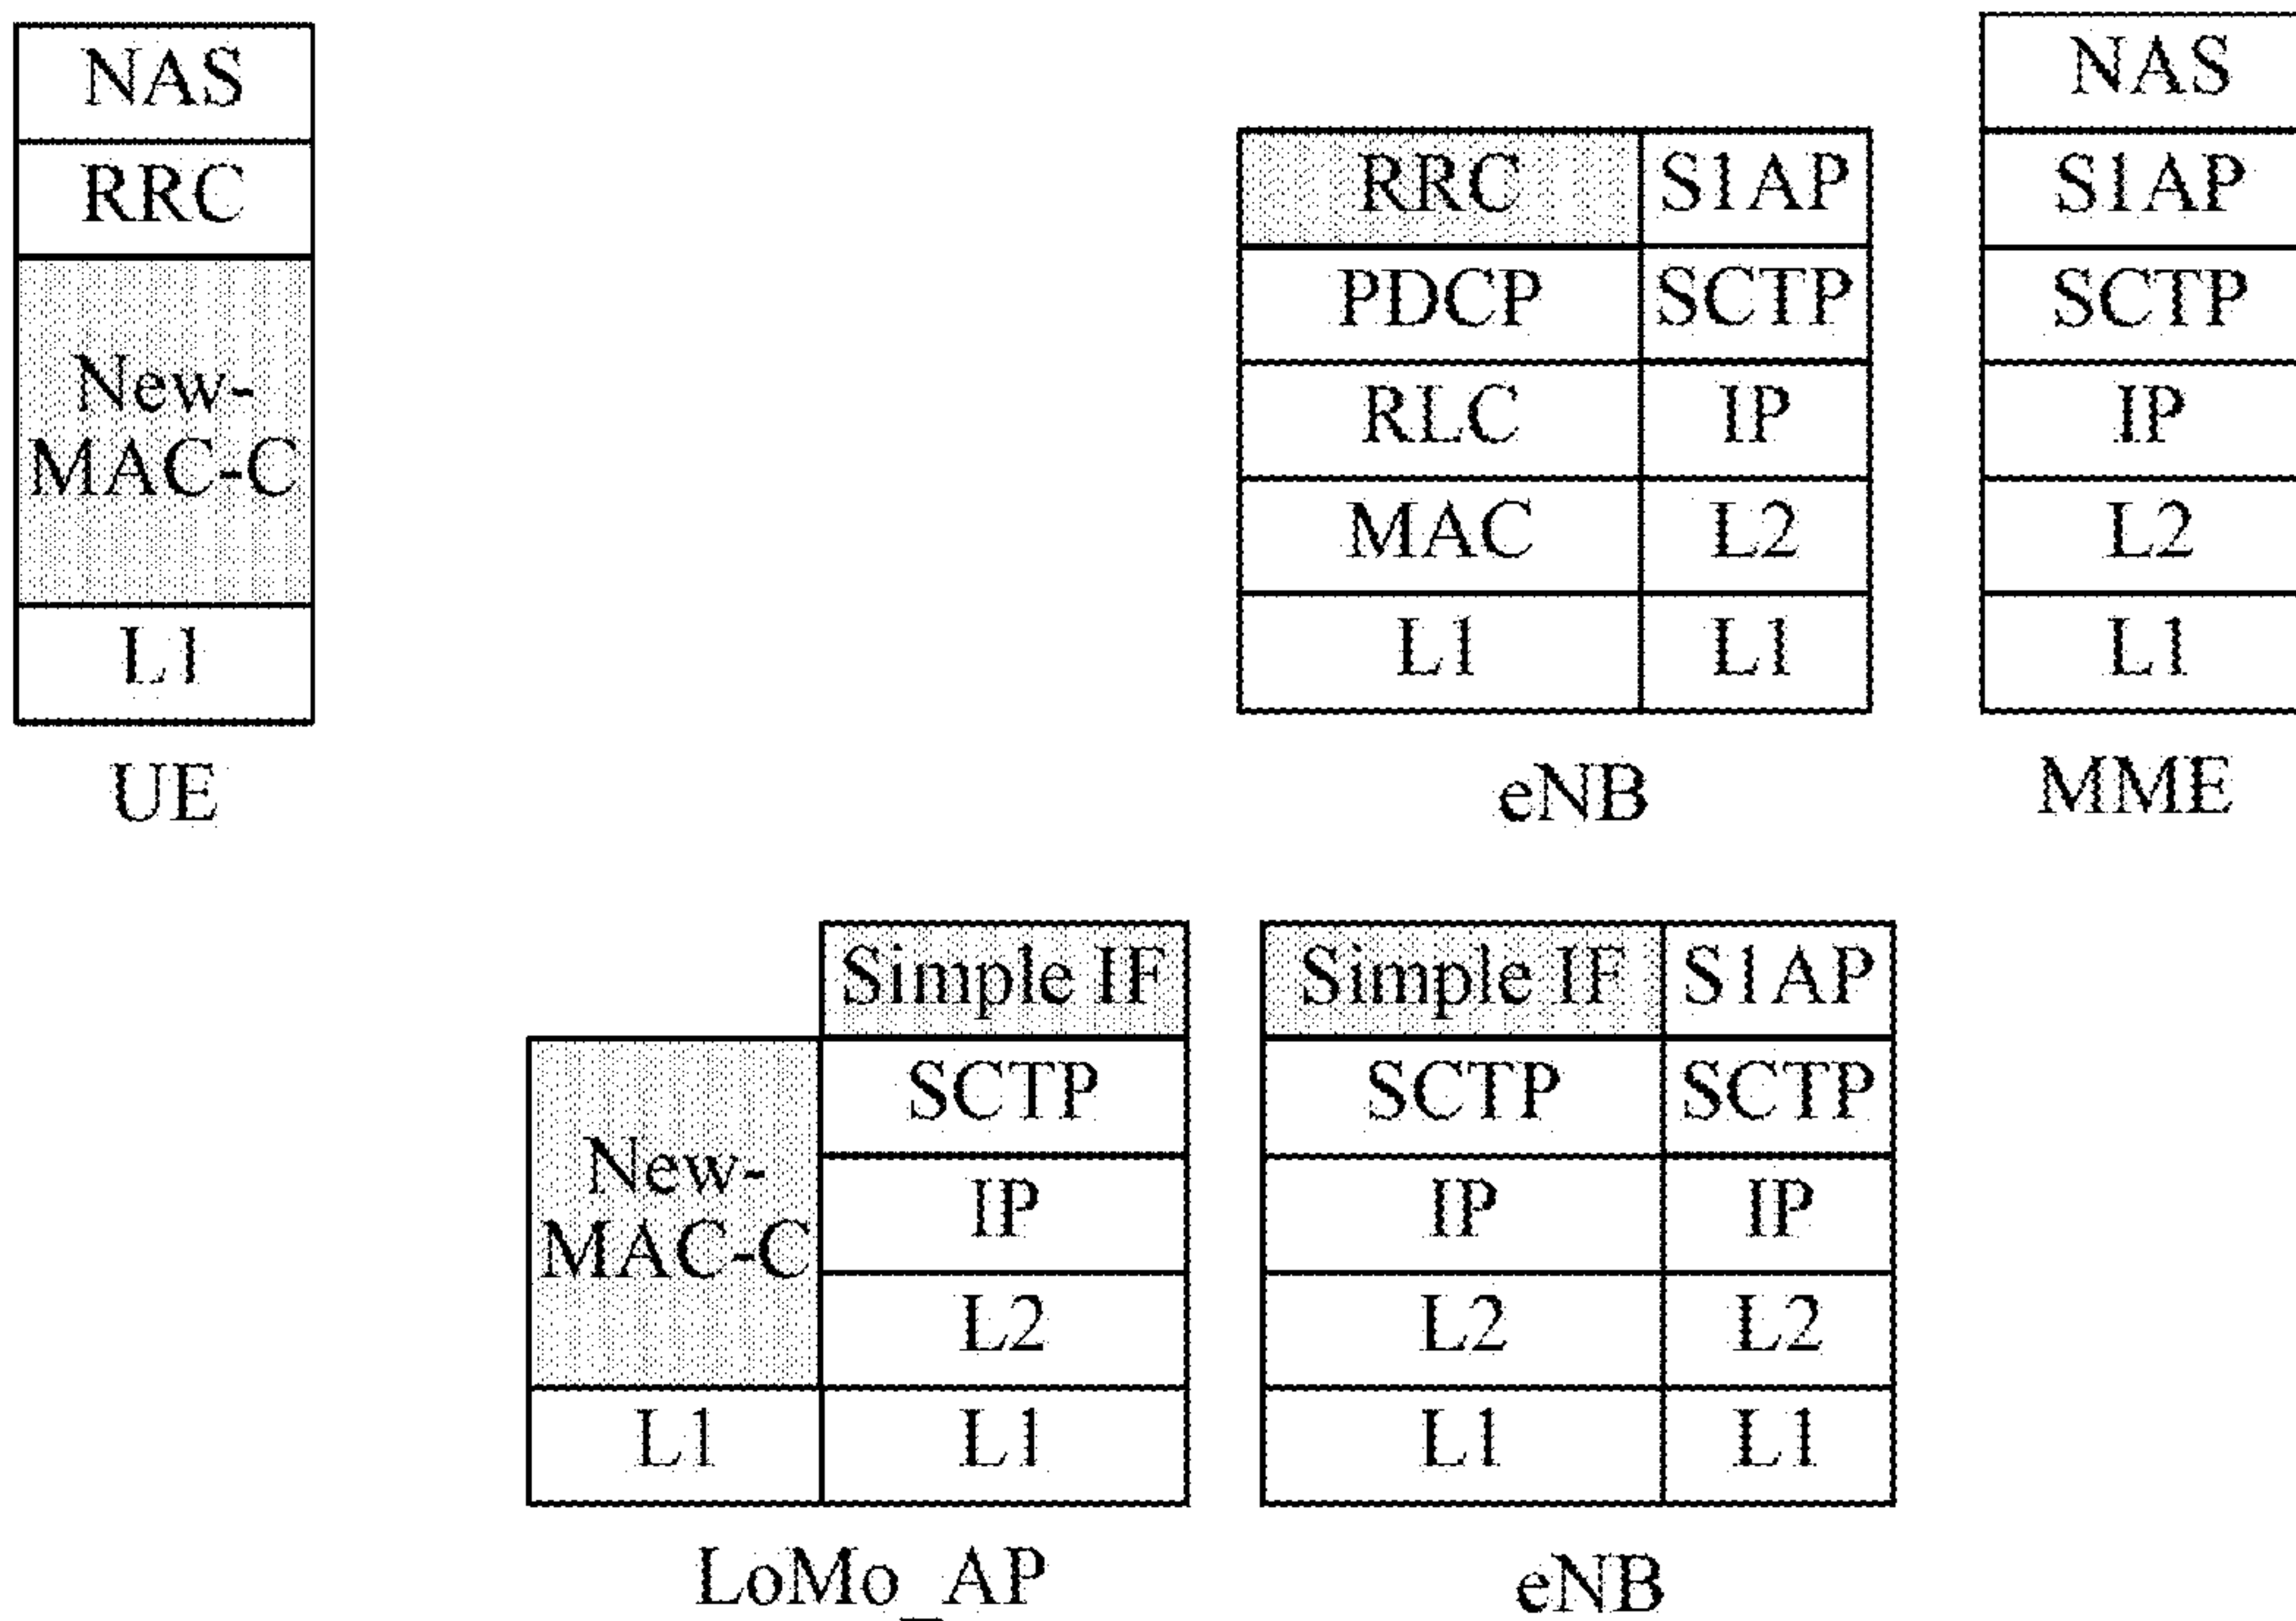 NAS
RRC
New-
MAC-C
L1
UE
RRC S1AP
PDCP SCTP
RLC IP
MAC L2
L1 L1
eNB
NAS
S1AP
SCTP
IP
L2
L1
MME
New-
MAC-C
L1
Simple IF
SCTP
IP
L2
L1
LoMo_AP
Simple IF S1AP
SCTP SCTP
IP IP
L2 L2
L1 L1
eNB